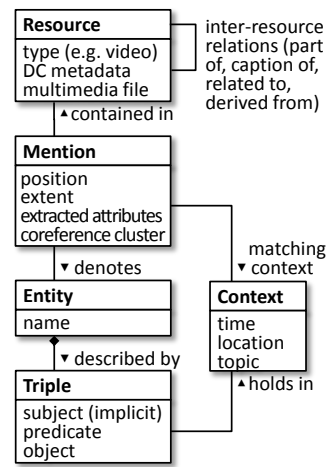 Resource
type (e.g. video)
DC metadata
multimedia file
inter-resource
relations (part
of, caption of,
related to,
derived from)
▲contained in
Mention
position
extent
extracted attributes
coreference cluster
▼ denotes
matching
▼ context
Entity
name
Context
time
location
topic
▼ described by
▲holds in
Triple
subject (implicit)
predicate
object